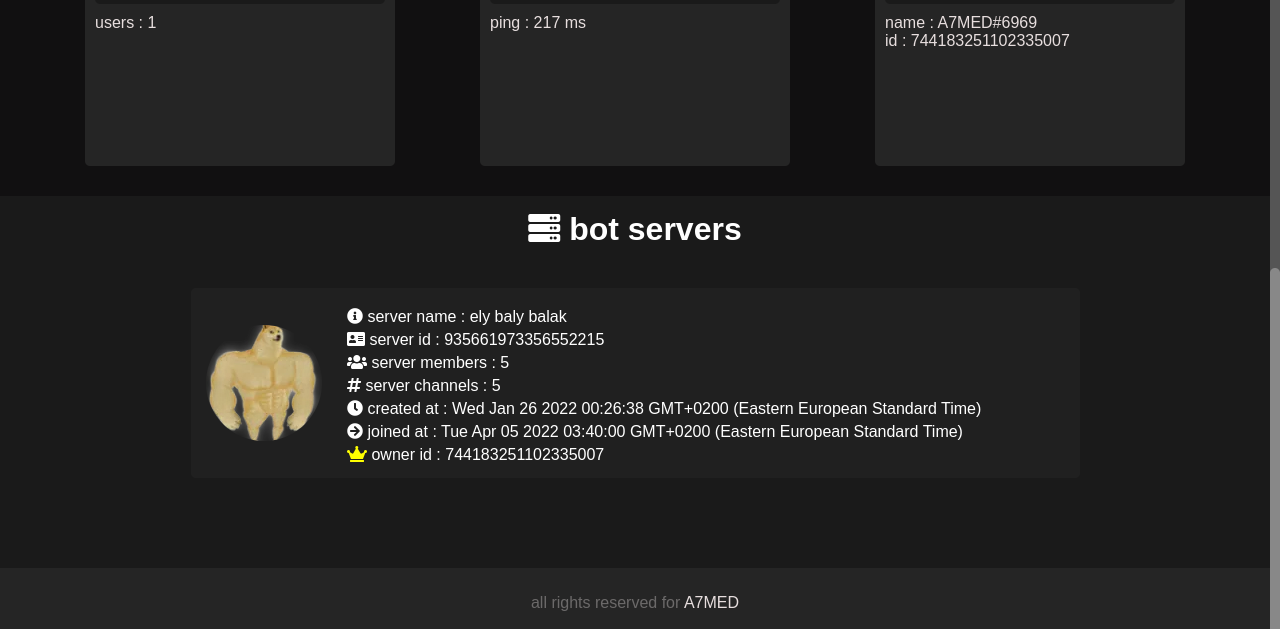 users : 1
ping : 217 ms
name : A7MED#6969
id : 744183251102335007
bot servers
server name : ely baly balak
server id : 935661973356552215
server members : 5
server channels : 5
created at : Wed Jan 26 2022 00:26:38 GMT+0200 (Eastern European Standard Time)
joined at : Tue Apr 05 2022 03:40:00 GMT+0200 (Eastern European Standard Time)
owner id : 744183251102335007
all rights reserved for A7MED